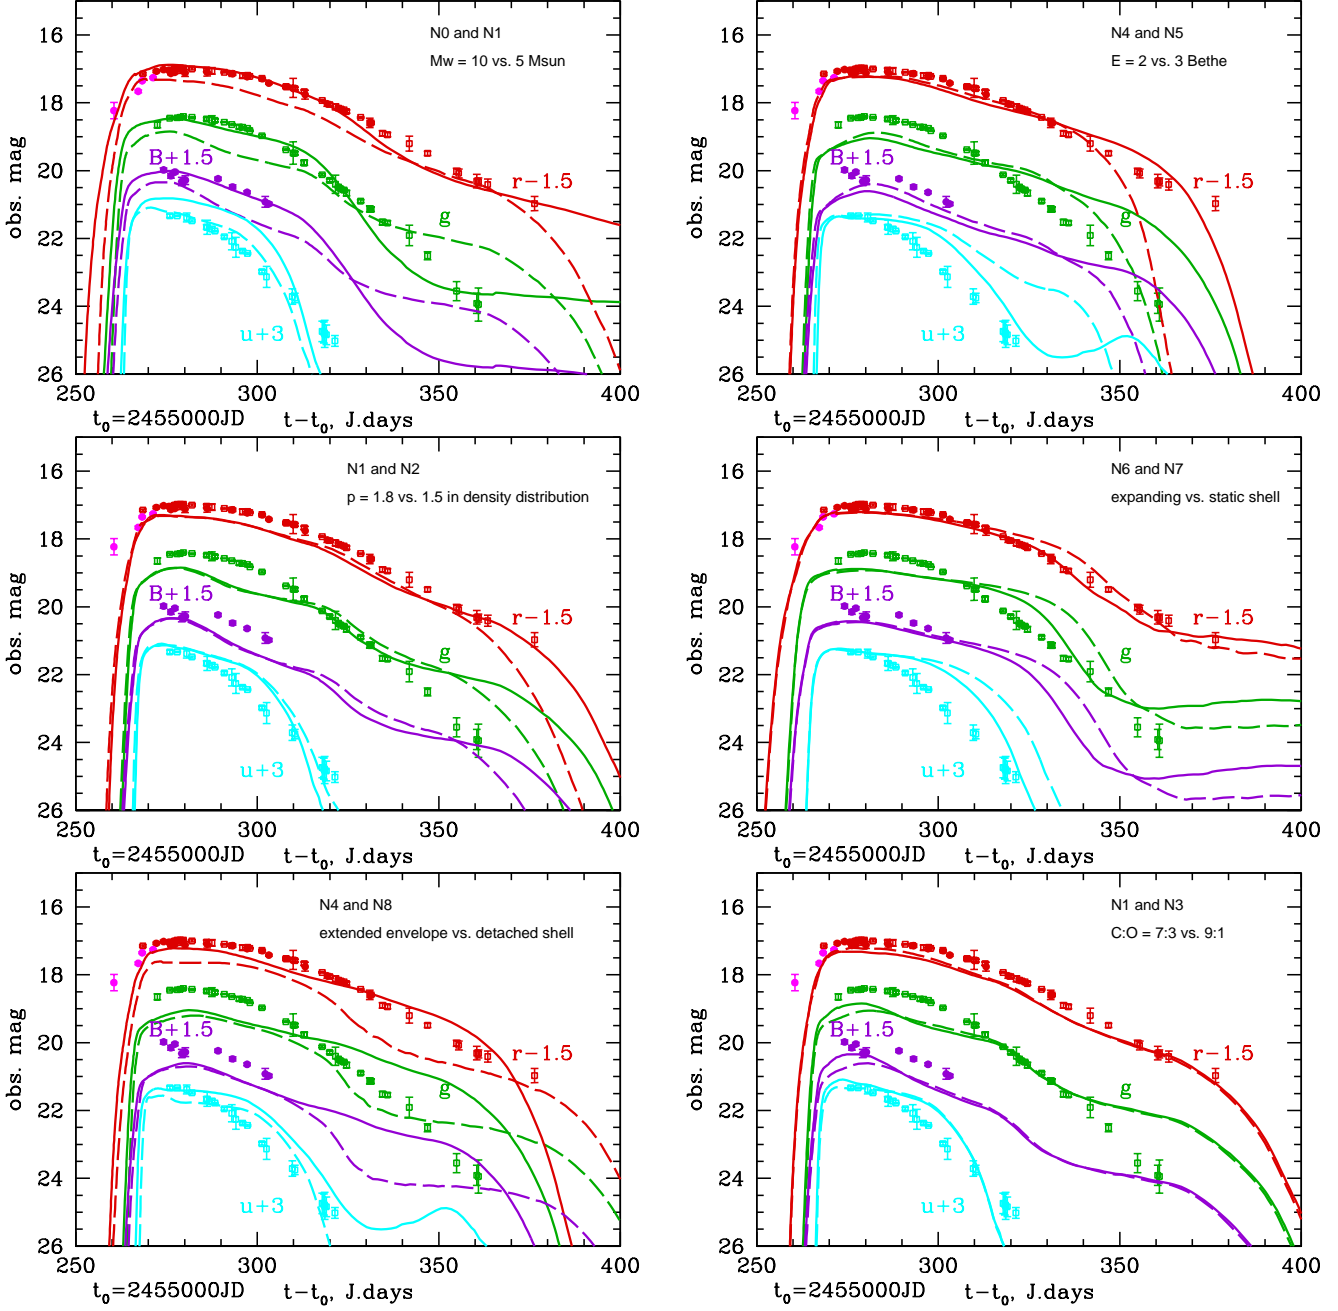 N0 and N1
Mw = 10 vs. 5 Msun
16
18
20
22
24
26
obs. mag
B+1.5
r−1.5
g
u+3
250
300
350
400
t₀=2455000JD
t−t₀, J.days
N4 and N5
E = 2 vs. 3 Bethe
16
18
20
22
24
26
obs. mag
B+1.5
r−1.5
g
u+3
250
300
350
400
t₀=2455000JD
t−t₀, J.days
N1 and N2
p = 1.8 vs. 1.5 in density distribution
16
18
20
22
24
26
obs. mag
B+1.5
r−1.5
g
u+3
250
300
350
400
t₀=2455000JD
t−t₀, J.days
N6 and N7
expanding vs. static shell
16
18
20
22
24
26
obs. mag
B+1.5
r−1.5
g
u+3
250
300
350
400
t₀=2455000JD
t−t₀, J.days
N4 and N8
extended envelope vs. detached shell
16
18
20
22
24
26
obs. mag
B+1.5
r−1.5
g
u+3
250
300
350
400
t₀=2455000JD
t−t₀, J.days
N1 and N3
C:O = 7:3 vs. 9:1
16
18
20
22
24
26
obs. mag
B+1.5
r−1.5
g
u+3
250
300
350
400
t₀=2455000JD
t−t₀, J.days